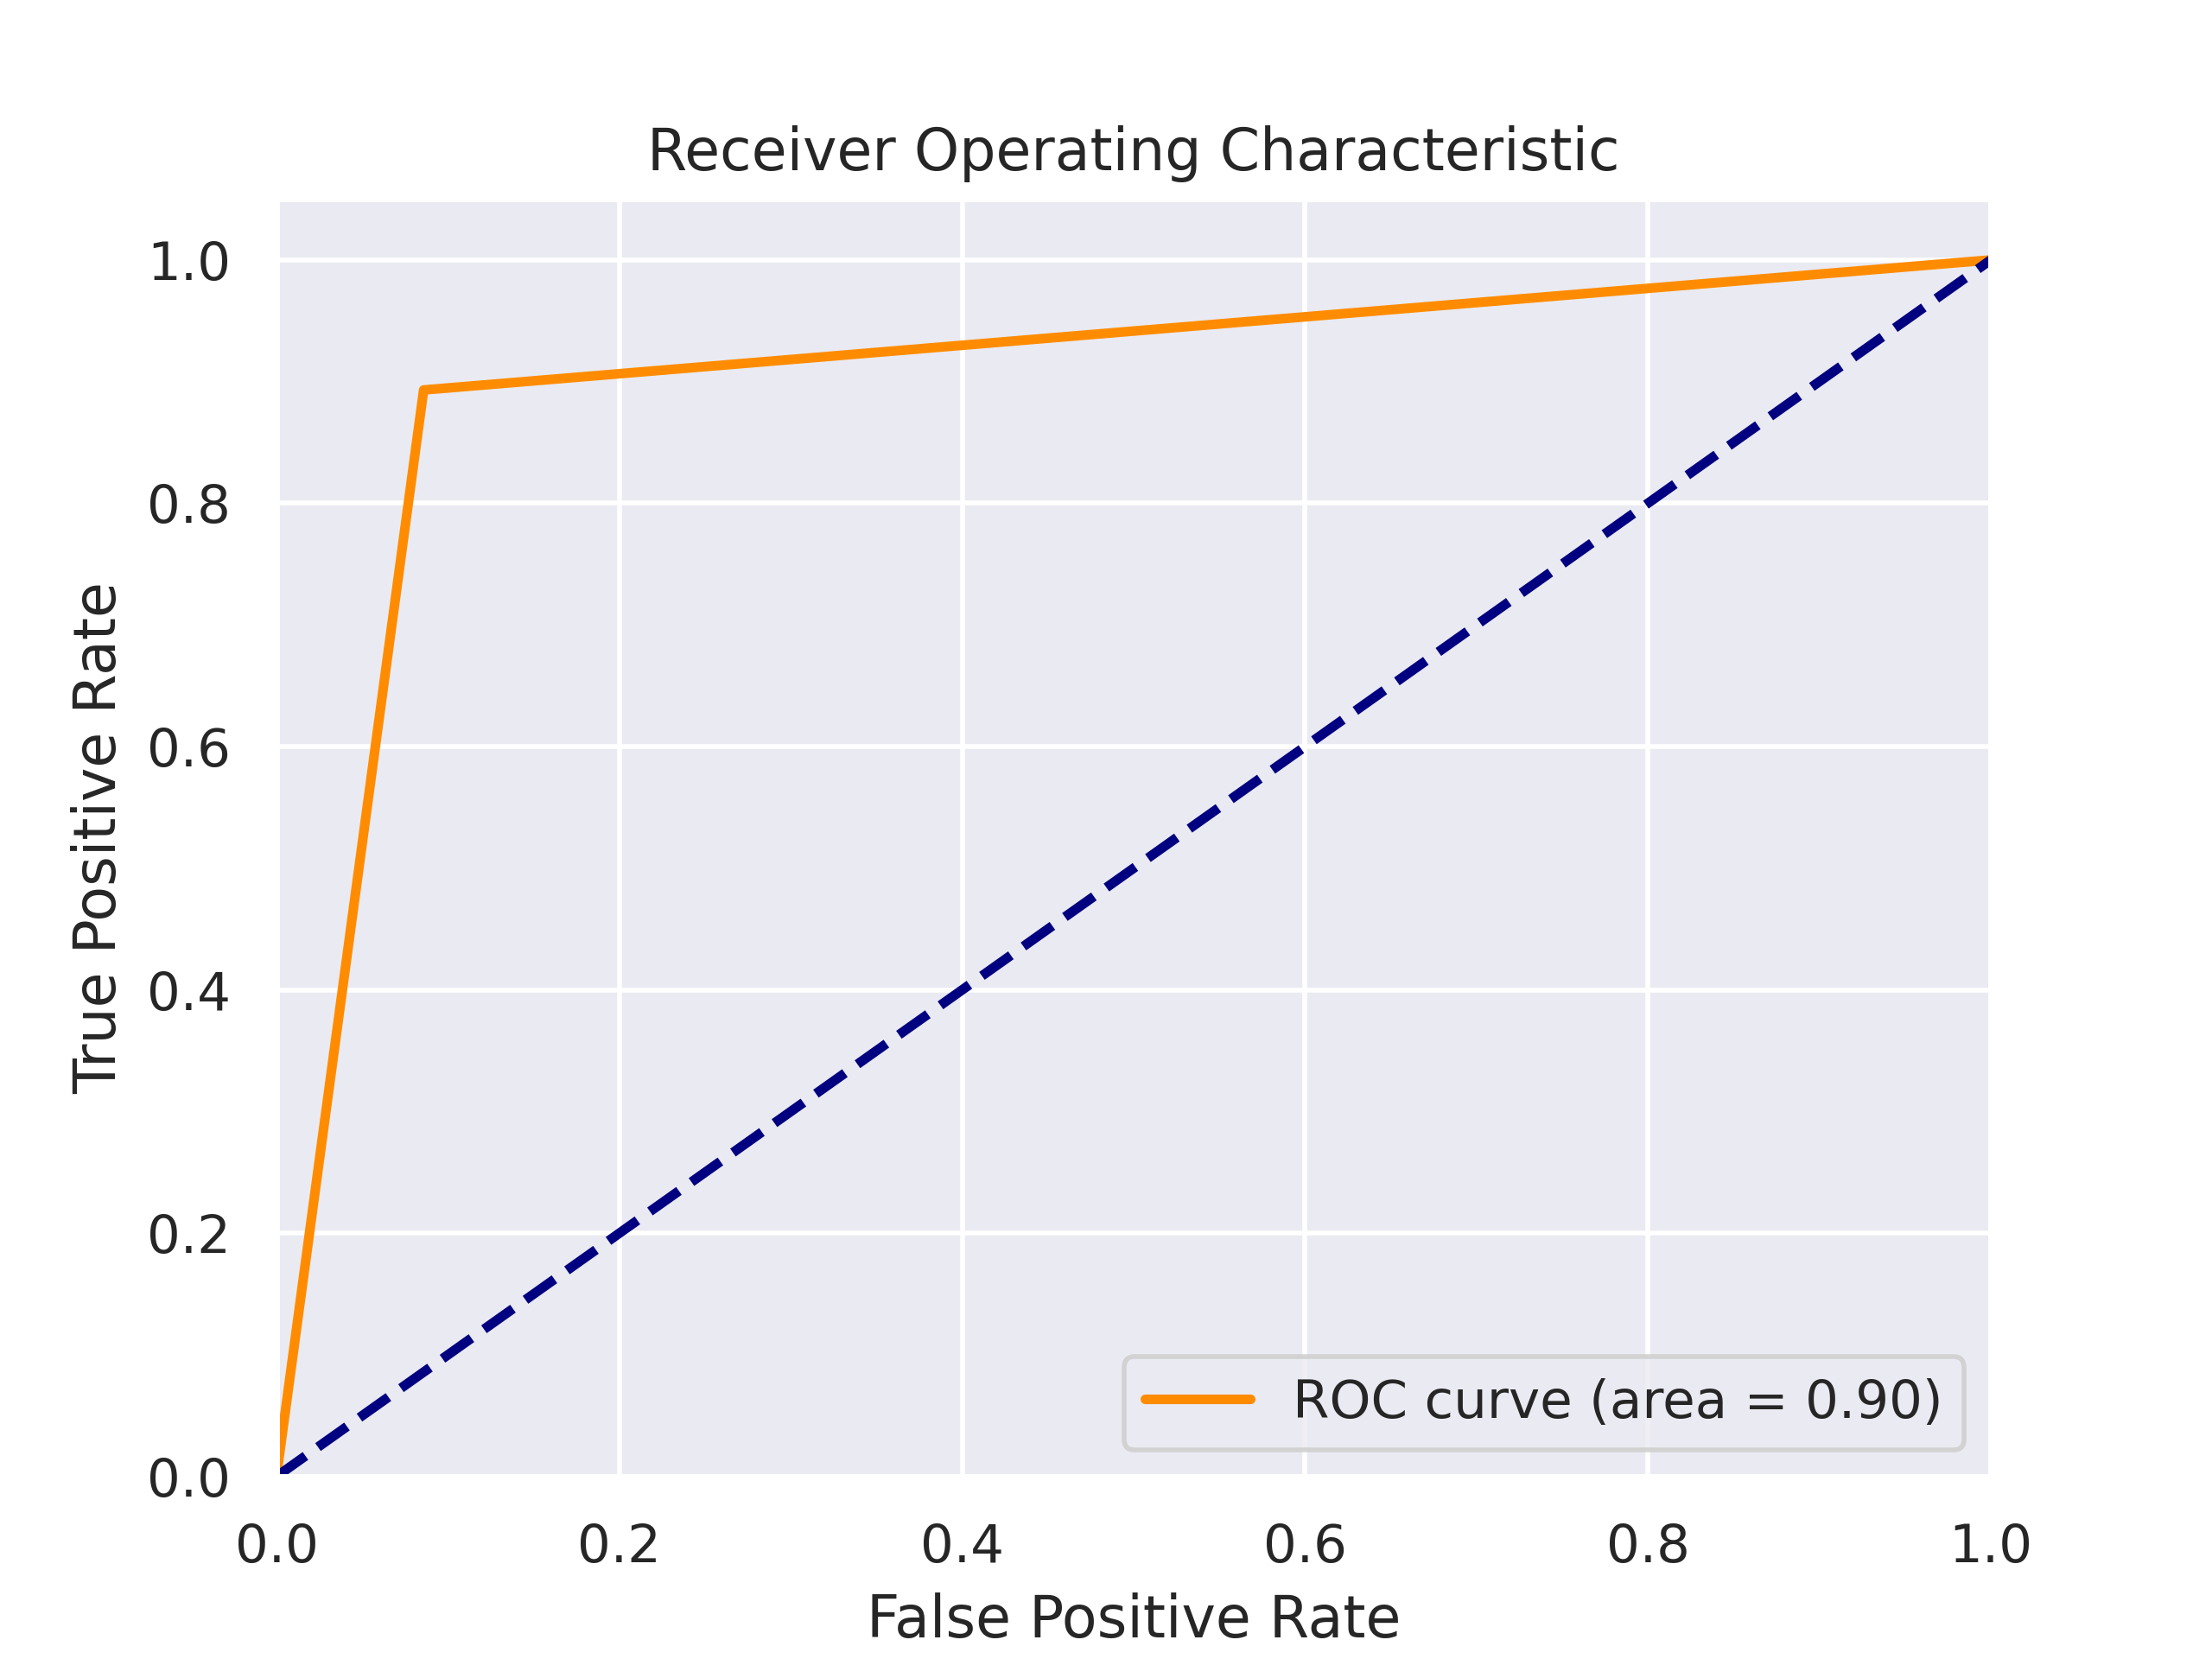 Receiver Operating Characteristic
True Positive Rate
1.0
0.8
0.6
0.4
0.2
0.0
ROC curve (area = 0.90)
0.0 0.2 0.4 0.6 0.8 1.0
False Positive Rate